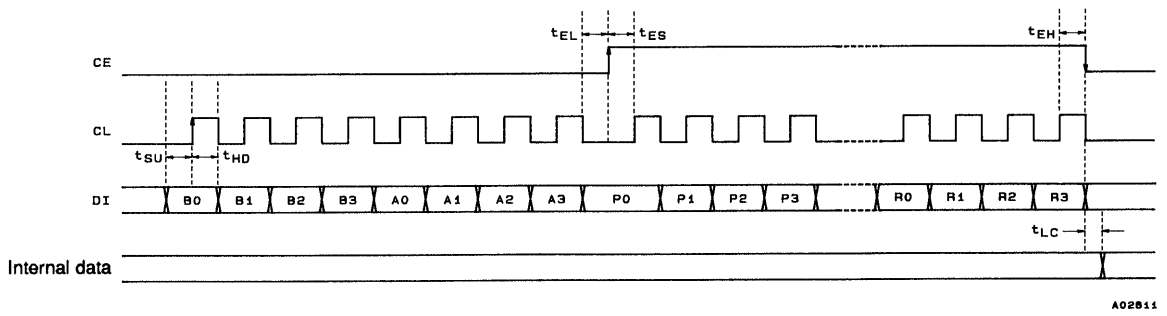 tEL tES tEH
CE
CL
tSU tHD
DI B0 B1 B2 B3 A0 A1 A2 A3 P0 P1 P2 P3 R0 R1 R2 R3
tLC
Internal data
A02611